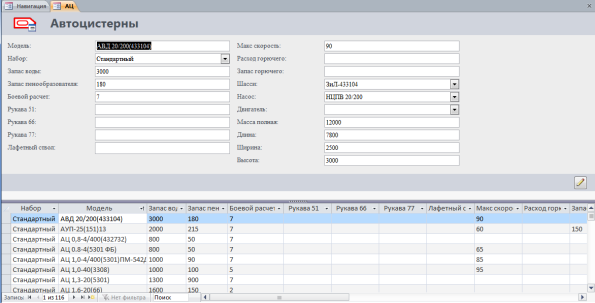 Навигация АЦ
Автоцистерны
Модель: АВД 20/200(433104)
Набор: Стандартный
Запас воды: 3000
Запас пенообразователя: 180
Боевой расчет: 7
Рукава 51:
Рукава 66:
Рукава 77:
Лафетный ствол:
Макс скорость: 90
Расход горючего:
Запас горючего:
Шасси: ЗиЛ-433104
Насос: НЦПВ 20/200
Двигатель:
Масса полная: 12000
Длина: 7800
Ширина: 2500
Высота: 3000
Набор Модель Запас вод Запас пен Боевой расчет Рукава 51 Рукава 66 Рукава 77 Лафетный с Макс скоро Расход горк Запа
Стандартный АВД 20/200(433104) 3000 180 7 90
Стандартный АУП-25(151)13 2000 215 7 60 150
Стандартный АЦ 0,8-4/400(432732) 800 50 7
Стандартный АЦ 0.8-4(5301 ФБ) 800 50 7 65
Стандартный АЦ 1,0-4/400(5301)ПМ-542Д 1000 90 7 85
Стандартный АЦ 1,0-40(3308) 1000 100 5 95
Стандартный АЦ 1,3-20(5301) 1300 900 7
Стандартный АЦ 1.6-20(66) 1600 150 2
Записи: 1 из 116 Нет фильтра Поиск